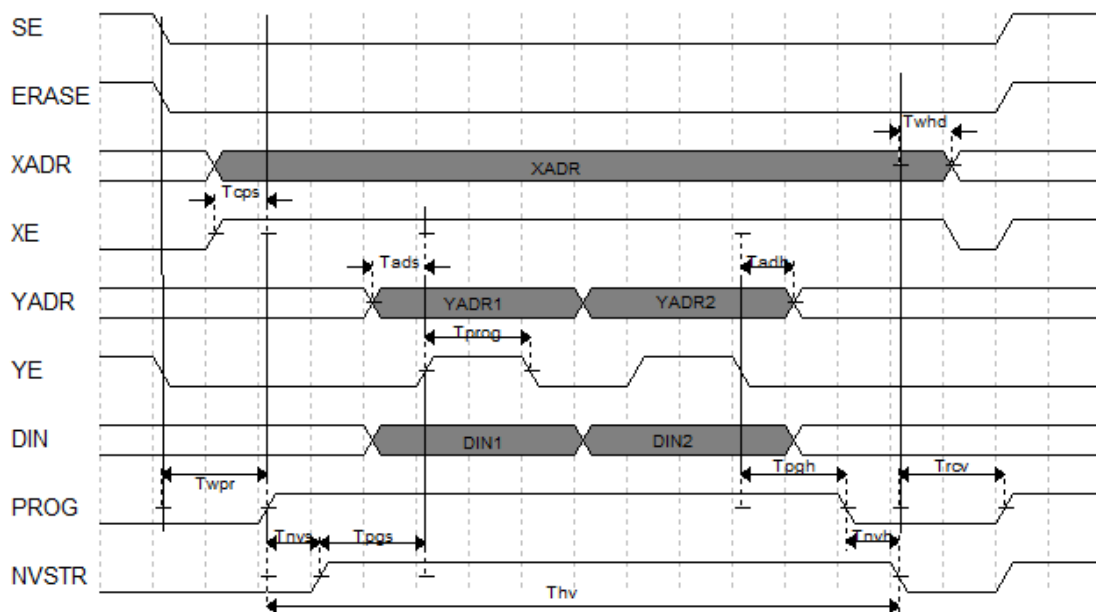 SE
ERASE
Twhd
XADR XADR
Tcps
XE
Tads Tadh
YADR YADR1 YADR2
Tprog
YE
DIN DIN1 DIN2
Twpr Tpgh Trcv
PROG
Tnvs Tpgs Tnvh
NVSTR
Thv